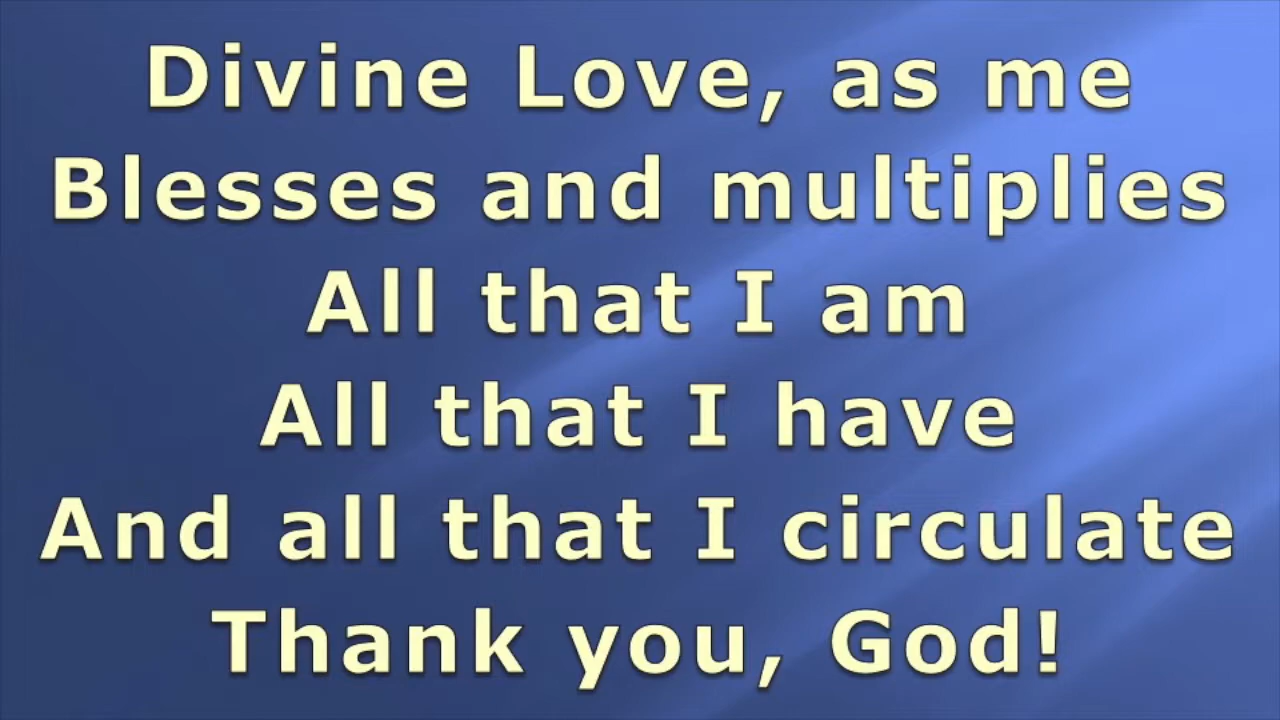 Divine Love, as me
Blesses and multiplies
All that I am
All that I have
And all that I circulate
Thank you, God!